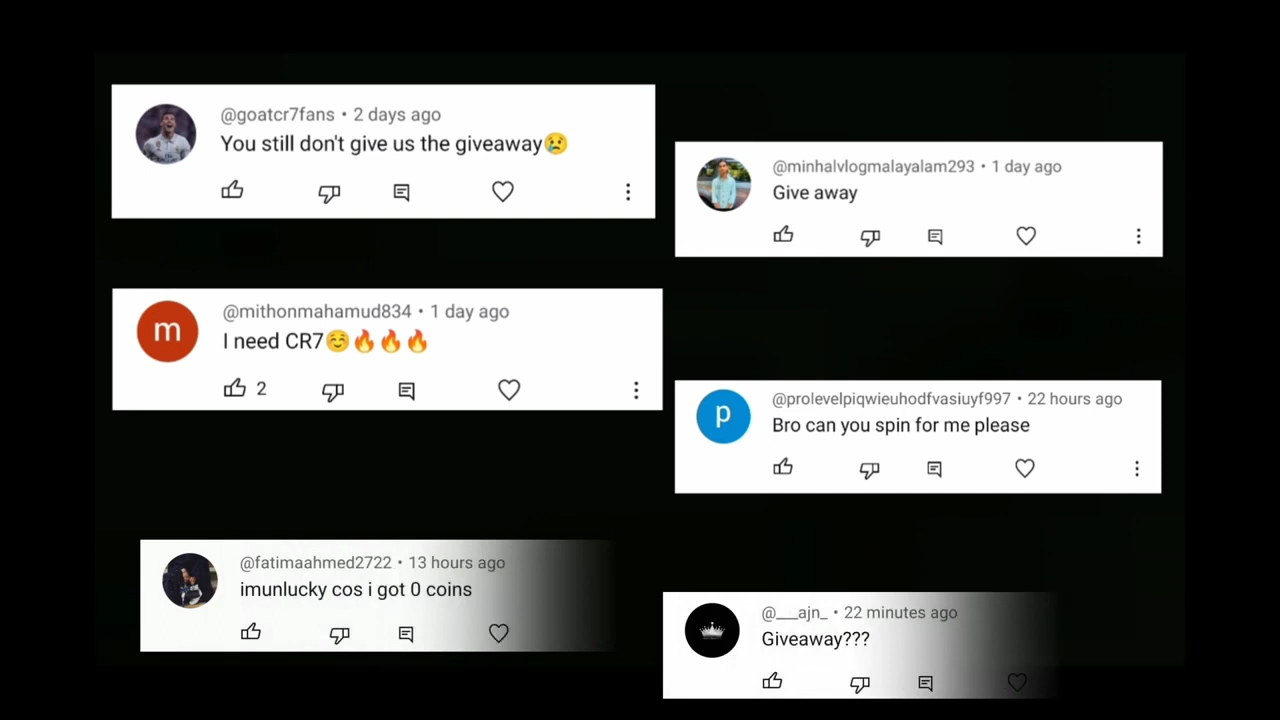 @goatcr7fans • 2 days ago
You still don't give us the giveaway😢
@minhalvlogmalayalam293 • 1 day ago
Give away
m
@mithonmahamud834 • 1 day ago
I need CR7☺️🔥🔥🔥
2
p
@prolevelpiqwieuhodfvasiuyf997 • 22 hours ago
Bro can you spin for me please
@fatimaahmed2722 • 13 hours ago
imunlucky cos i got 0 coins
@___ajn_ • 22 minutes ago
Giveaway???